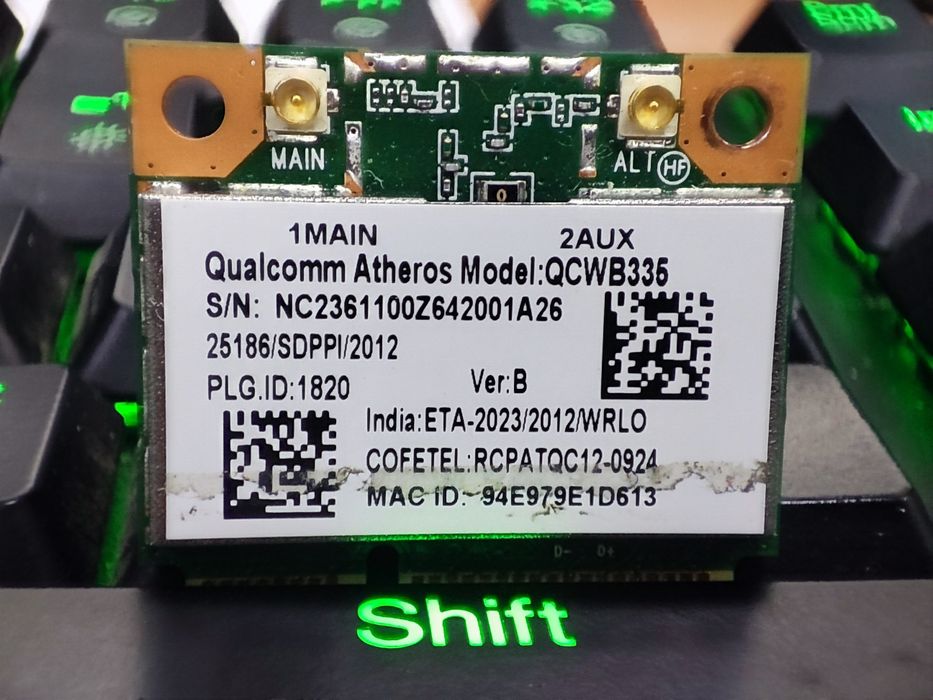 MAIN
ALT HF
0
1MAIN 2AUX
Qualcomm Atheros Model:QCWB335
S/N: NC2361100Z642001A26
25186/SDPPI/2012
PLG.ID:1820 Ver:B
India:ETA-2023/2012/WRLO
COFETEL:RCPATQC12-0924
MAC ID: 94E979E1D613
D- D+
Shift